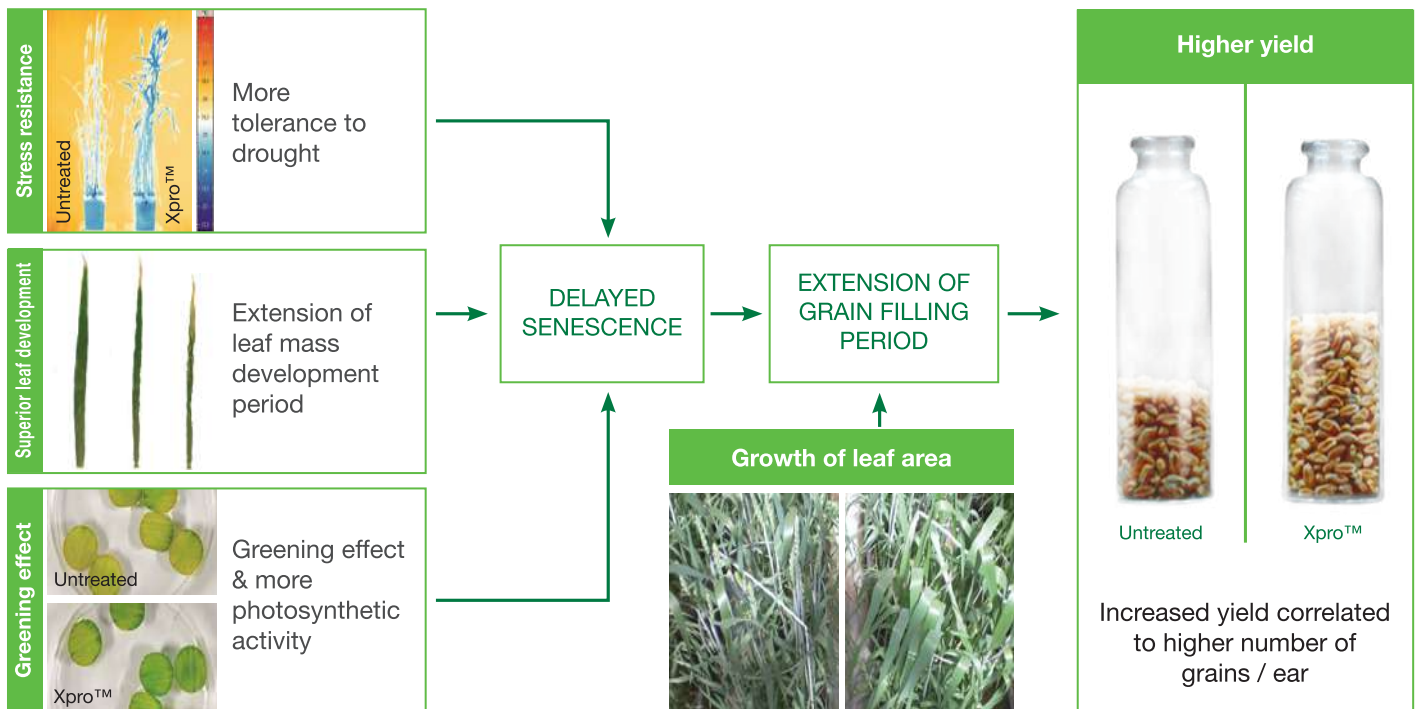 Stress resistance
Untreated
Xpro™
More
tolerance to
drought
Superior leaf development
Extension of
leaf mass
development
period
Greening effect
Untreated
Xpro™
Greening effect
& more
photosynthetic
activity
DELAYED
SENESCENCE
EXTENSION OF
GRAIN FILLING
PERIOD
Growth of leaf area
Higher yield
Untreated
Xpro™
Increased yield correlated
to higher number of
grains / ear